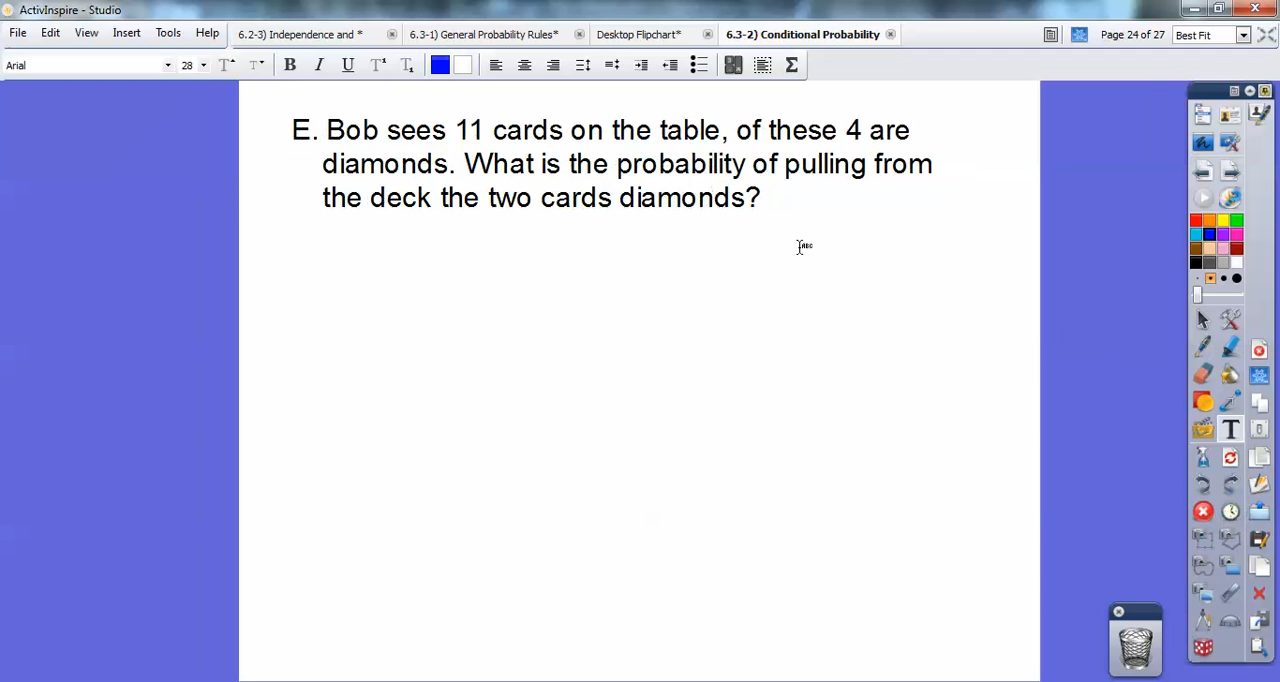 ActivInspire - Studio
File Edit View Insert Tools Help
6.2-3) Independence and * 6.3-1) General Probability Rules* Desktop Flipchart* 6.3-2) Conditional Probability
Page 24 of 27 Best Fit
Arial 28
E. Bob sees 11 cards on the table, of these 4 are
diamonds. What is the probability of pulling from
the deck the two cards diamonds?
ABC